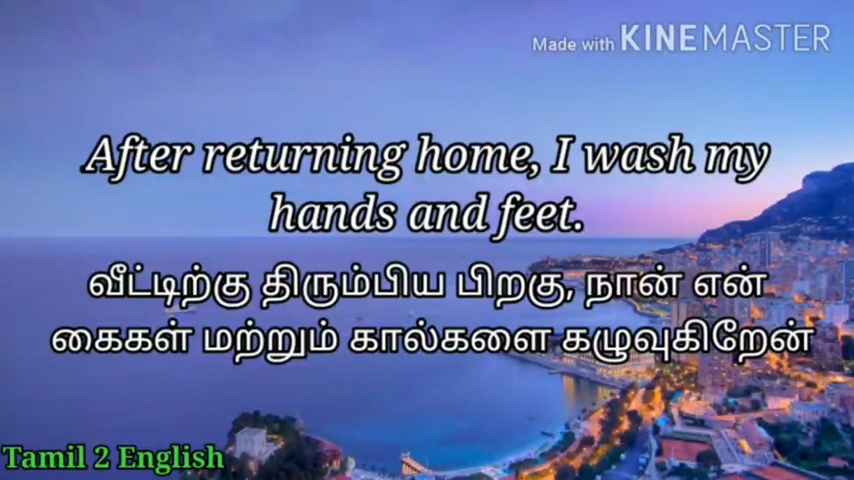 Made with KINEMASTER
After returning home, I wash my
hands and feet.
வீட்டிற்கு திரும்பிய பிறகு, நான் என்
கைகள் மற்றும் கால்களை கழுவுகிறேன்
Tamil 2 English